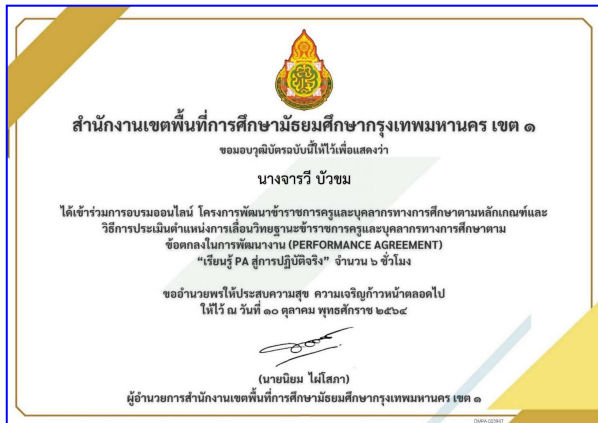 สำนักงานเขตพื้นที่การศึกษามัธยมศึกษากรุงเทพมหานคร เขต ๑
ขอมอบวุฒิบัตรฉบับนี้ให้ไว้เพื่อแสดงว่า
นางจารวี บัวขม
ได้เข้าร่วมการอบรมออนไลน์ โครงการพัฒนาข้าราชการครูและบุคลากรทางการศึกษาตามหลักเกณฑ์และ
วิธีการประเมินตำแหน่งการเลื่อนวิทยฐานะข้าราชการครูและบุคลากรทางการศึกษาตาม
ข้อตกลงในการพัฒนางาน (PERFORMANCE AGREEMENT)
“เรียนรู้ PA สู่การปฏิบัติจริง” จำนวน ๖ ชั่วโมง
ขออำนวยพรให้ประสบความสุข ความเจริญก้าวหน้าตลอดไป
ให้ไว้ ณ วันที่ ๑๐ ตุลาคม พุทธศักราช ๒๕๖๔
(นายนิยม ไผ่โสภา)
ผู้อำนวยการสำนักงานเขตพื้นที่การศึกษามัธยมศึกษากรุงเทพมหานคร เขต ๑